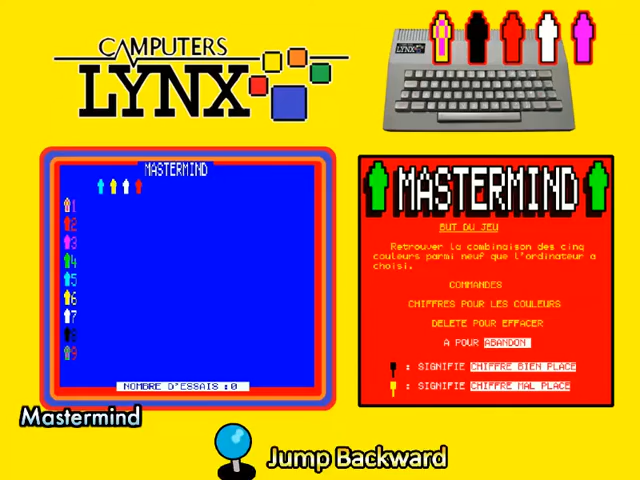 CAMPUTERS
LYNX
LYNX
MASTERMIND
1
2
3
4
5
6
7
8
9
NOMBRE D'ESSAIS :0
MASTERMIND
BUT DU JEU
Retrouver la combinaison des cinq
couleurs parmi neuf que l'ordinateur a
choisi.
COMMANDES
CHIFFRES POUR LES COULEURS
DELETE POUR EFFACER
A POUR ABANDON
: SIGNIFIE CHIFFRE BIEN PLACE
: SIGNIFIE CHIFFRE MAL PLACE
Mastermind
Jump Backward